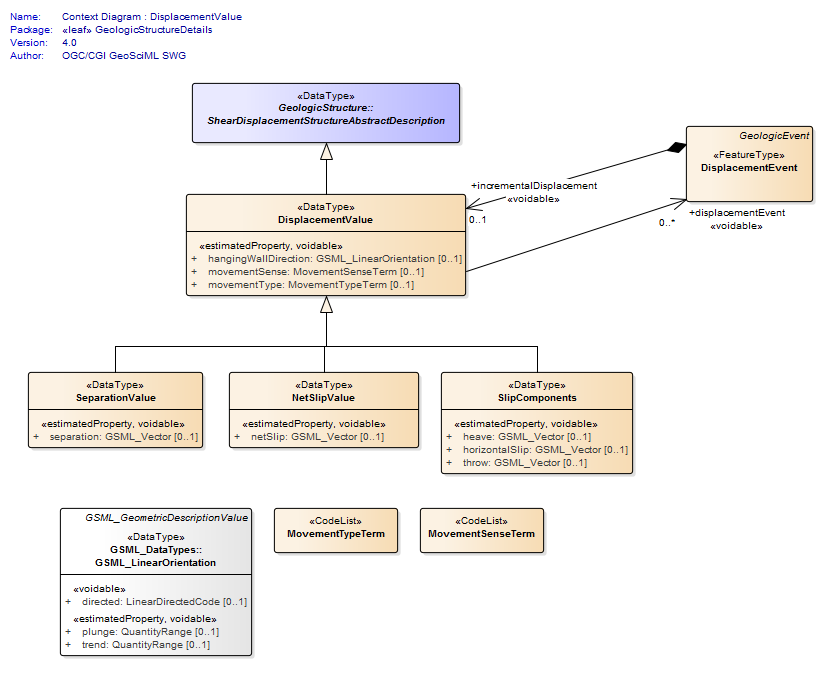 Name: Context Diagram : DisplacementValue
Package: «leaf» GeologicStructureDetails
Version: 4.0
Author: OGC/CGI GeoSciML SWG
«DataType»
GeologicStructure::
ShearDisplacementStructureAbstractDescription
GeologicEvent
«FeatureType»
DisplacementEvent
+incrementalDisplacement
«voidable»
0..1
+displacementEvent
«voidable»
0..*
«DataType»
DisplacementValue
«estimatedProperty, voidable»
+ hangingWallDirection: GSML_LinearOrientation [0..1]
+ movementSense: MovementSenseTerm [0..1]
+ movementType: MovementTypeTerm [0..1]
«DataType»
SeparationValue
«estimatedProperty, voidable»
+ separation: GSML_Vector [0..1]
«DataType»
NetSlipValue
«estimatedProperty, voidable»
+ netSlip: GSML_Vector [0..1]
«DataType»
SlipComponents
«estimatedProperty, voidable»
+ heave: GSML_Vector [0..1]
+ horizontalSlip: GSML_Vector [0..1]
+ throw: GSML_Vector [0..1]
GSML_GeometricDescriptionValue
«DataType»
GSML_DataTypes::
GSML_LinearOrientation
«voidable»
+ directed: LinearDirectedCode [0..1]
«estimatedProperty, voidable»
+ plunge: QuantityRange [0..1]
+ trend: QuantityRange [0..1]
«CodeList»
MovementTypeTerm
«CodeList»
MovementSenseTerm